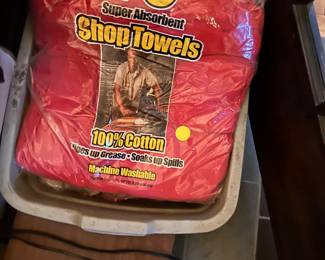 Super Absorbent
Shop Towels
100% Cotton
Wipes up Grease • Soaks up Spills
Machine Washable